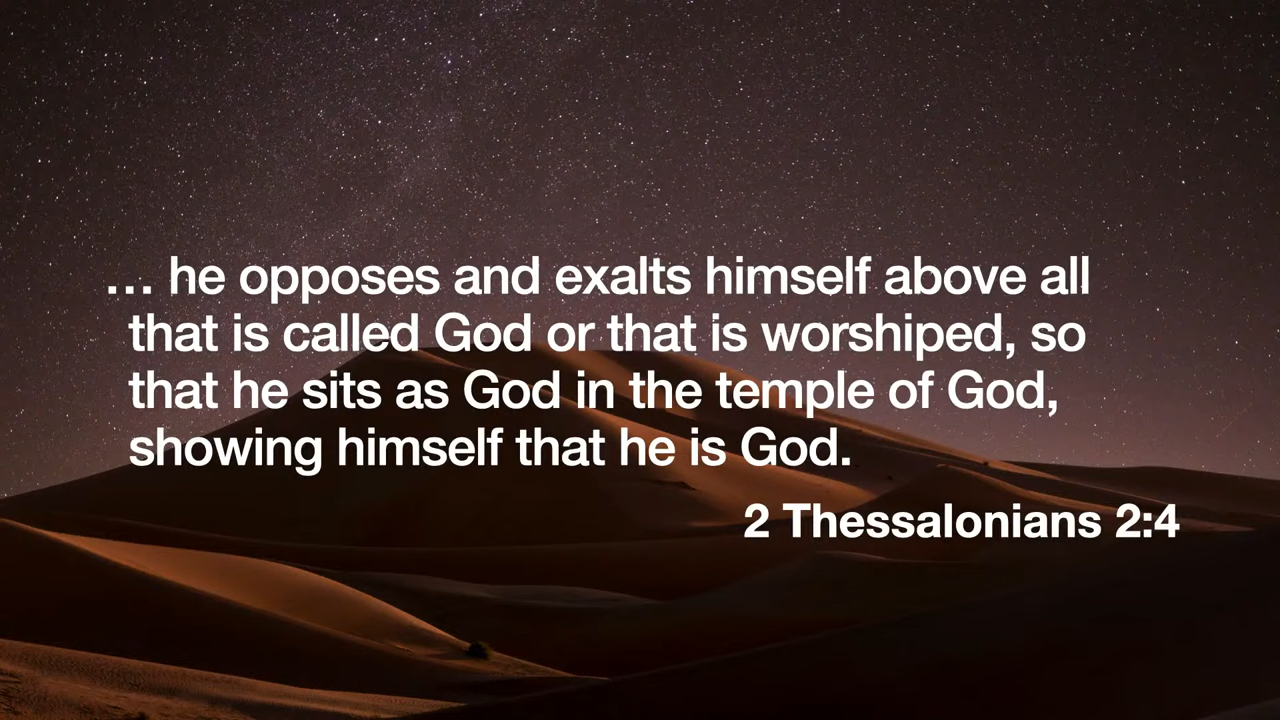 … he opposes and exalts himself above all
that is called God or that is worshiped, so
that he sits as God in the temple of God,
showing himself that he is God.
2 Thessalonians 2:4